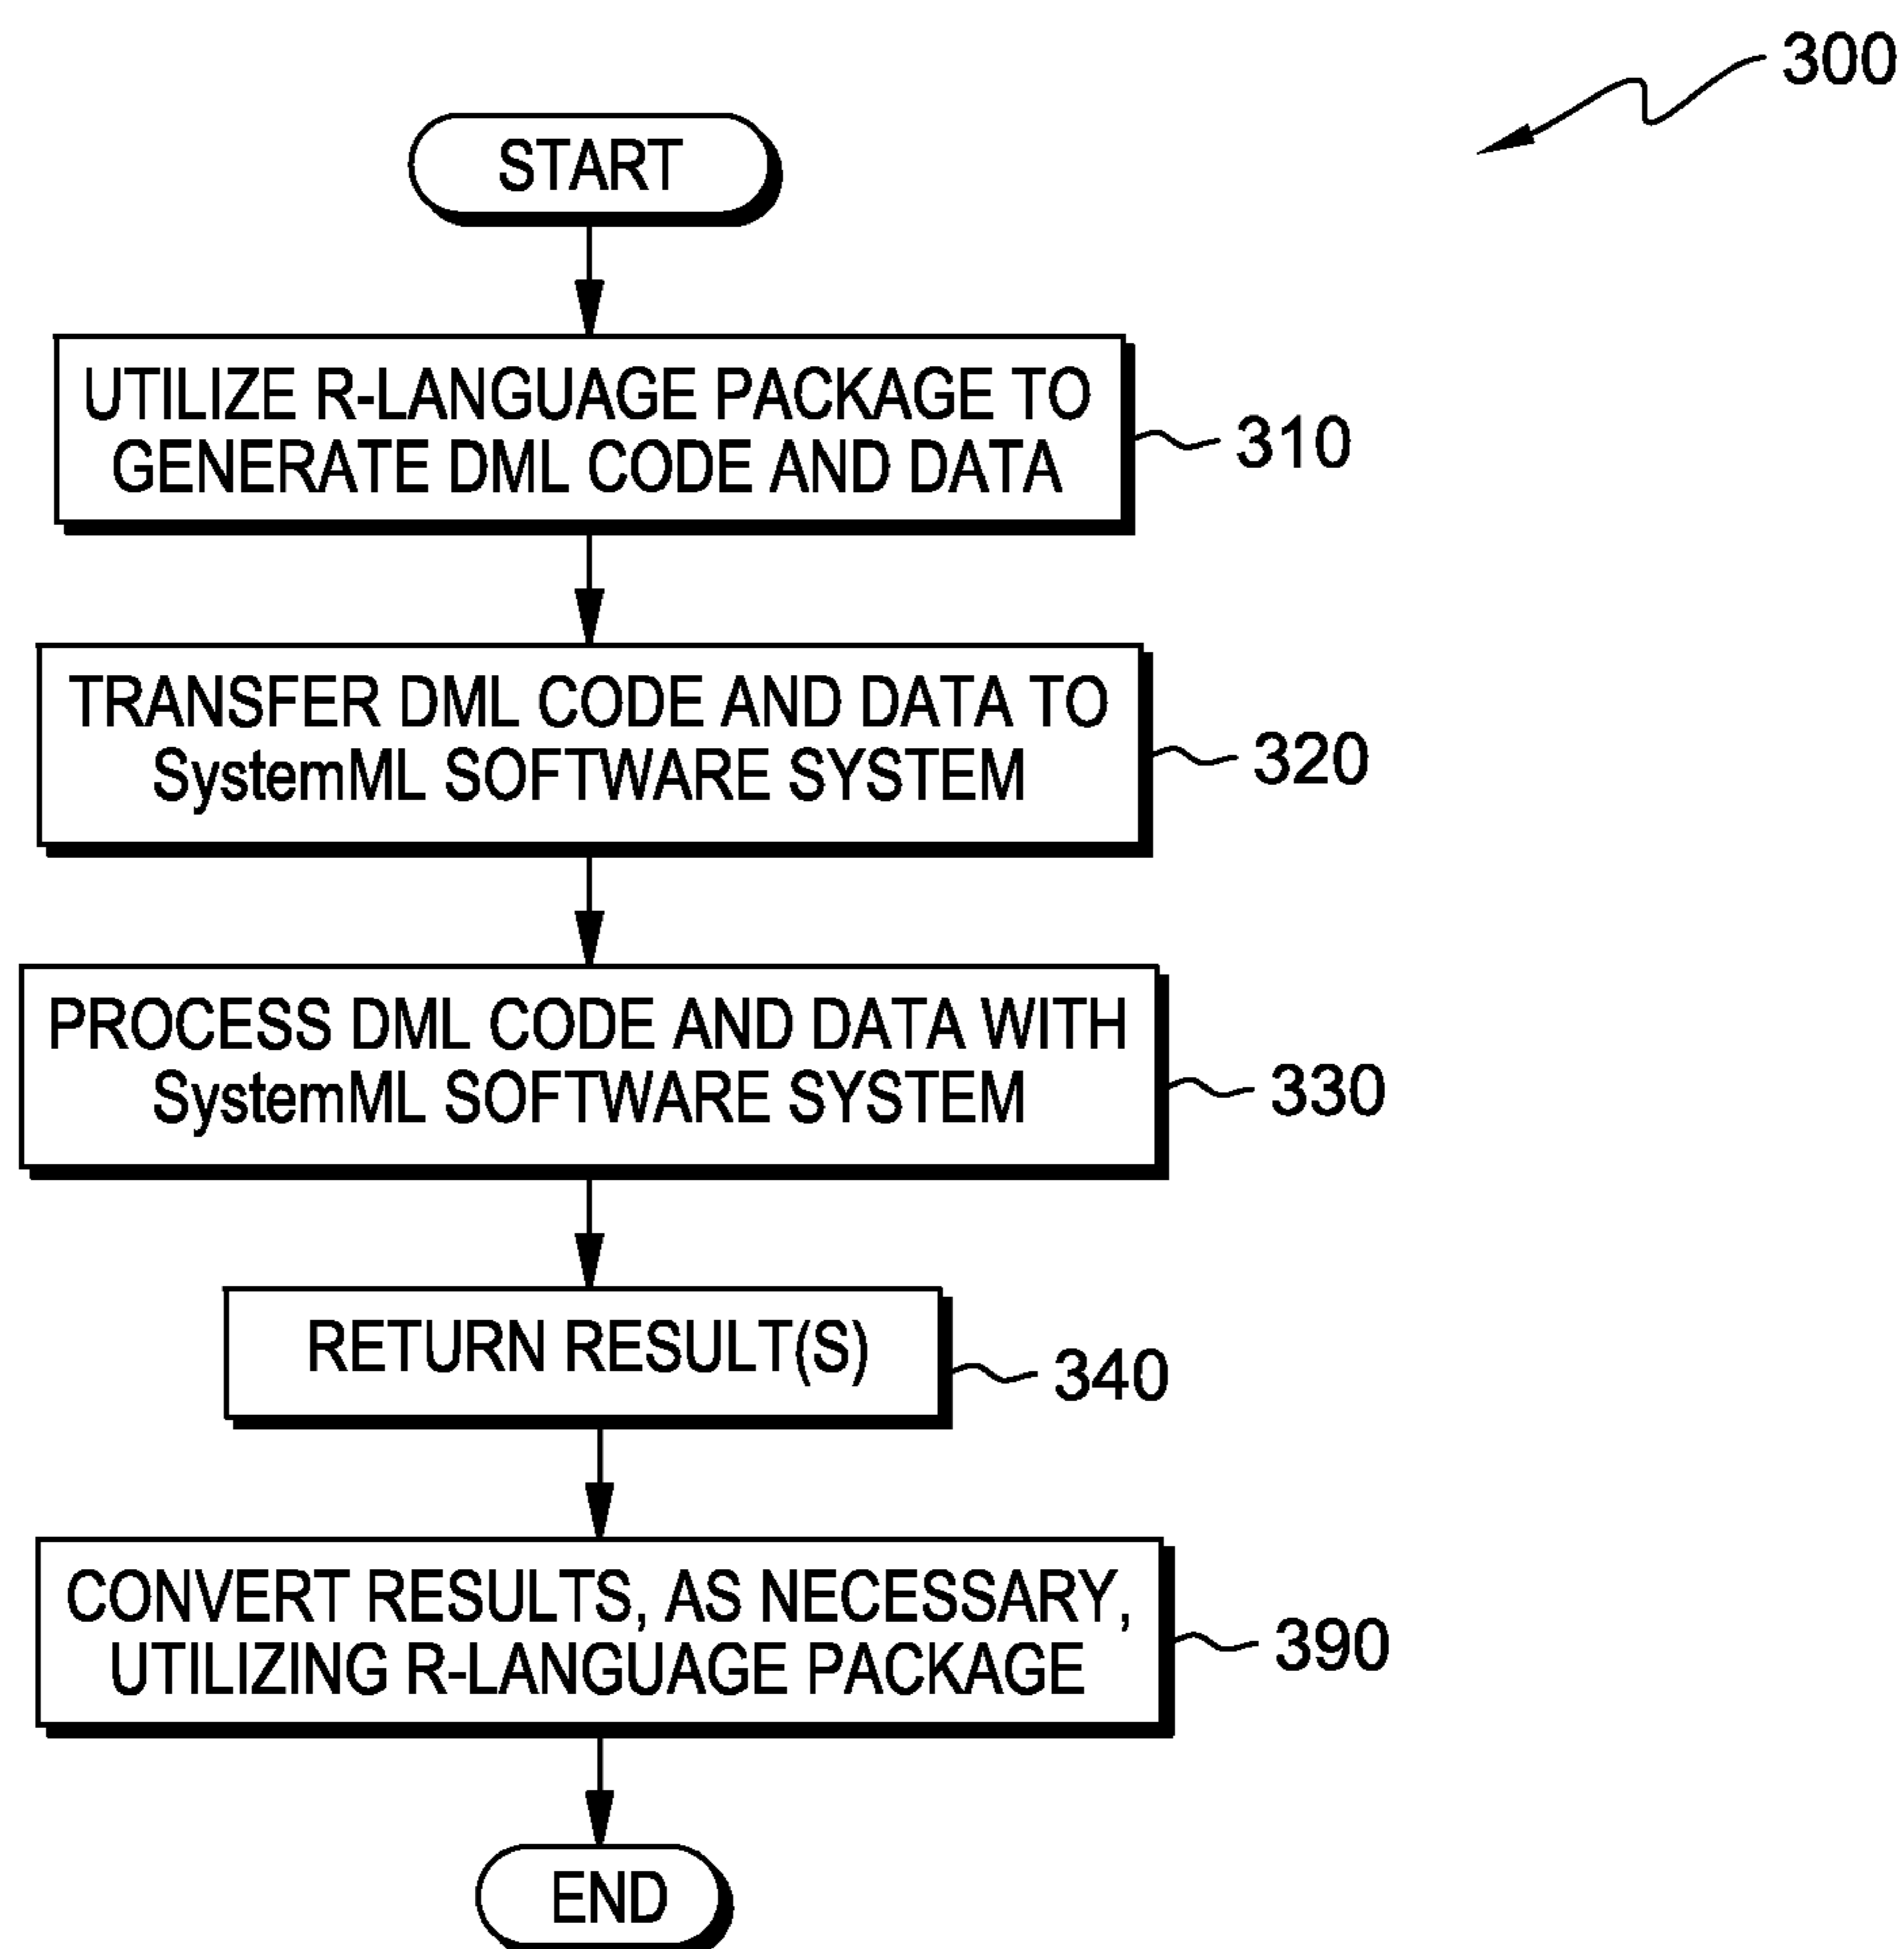 300
START
UTILIZE R-LANGUAGE PACKAGE TO
GENERATE DML CODE AND DATA
310
TRANSFER DML CODE AND DATA TO
SystemML SOFTWARE SYSTEM
320
PROCESS DML CODE AND DATA WITH
SystemML SOFTWARE SYSTEM
330
RETURN RESULT(S)
340
CONVERT RESULTS, AS NECESSARY,
UTILIZING R-LANGUAGE PACKAGE
390
END